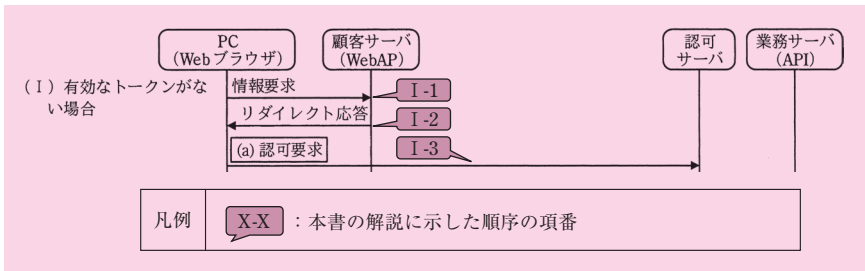 PC
(Webブラウザ)
顧客サーバ
(WebAP)
認可
サーバ
業務サーバ
(API)
(Ⅰ)有効なトークンがな
い場合
情報要求
Ⅰ-1
リダイレクト応答
Ⅰ-2
(a) 認可要求
Ⅰ-3
凡例
X-X
:本書の解説に示した順序の項番